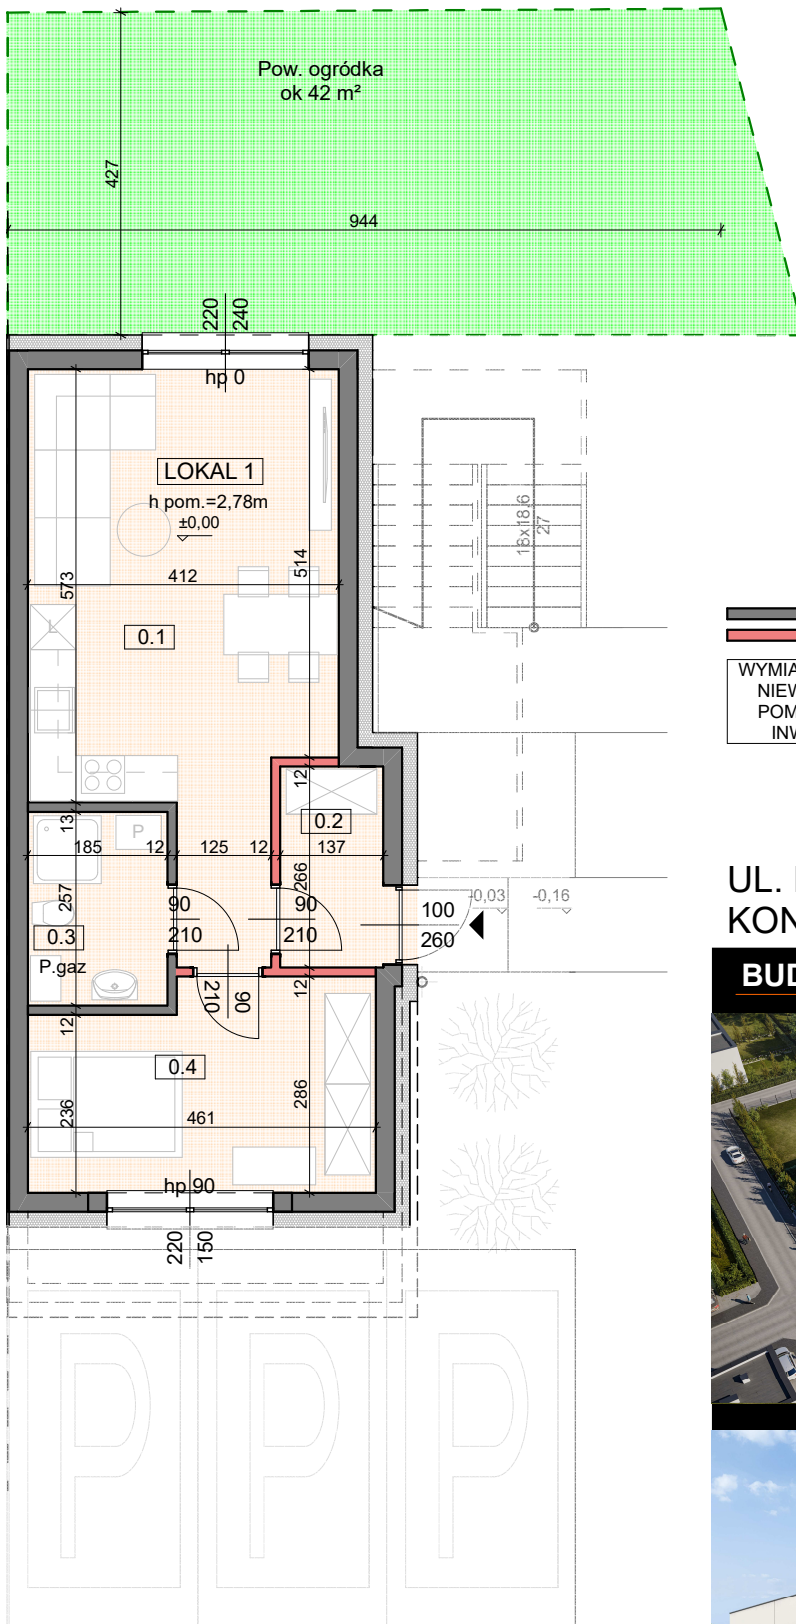 Pow. ogródka
ok 42 m²
427
944
220
240
hp 0
LOKAL 1
h pom.=2,78m
±0,00
573
412
514
16x18,6
27
0.1
L
12
0.2
13
185
12
125
12
137
P
257
266
90
210
90
210
100
260
-0,03
-0,16
0.3
P.gaz
90
210
12
12
0.4
236
461
286
hp 90
220
150
P
P
P
WYMIA
NIEW
POM
INW
UL.
KON
BUD